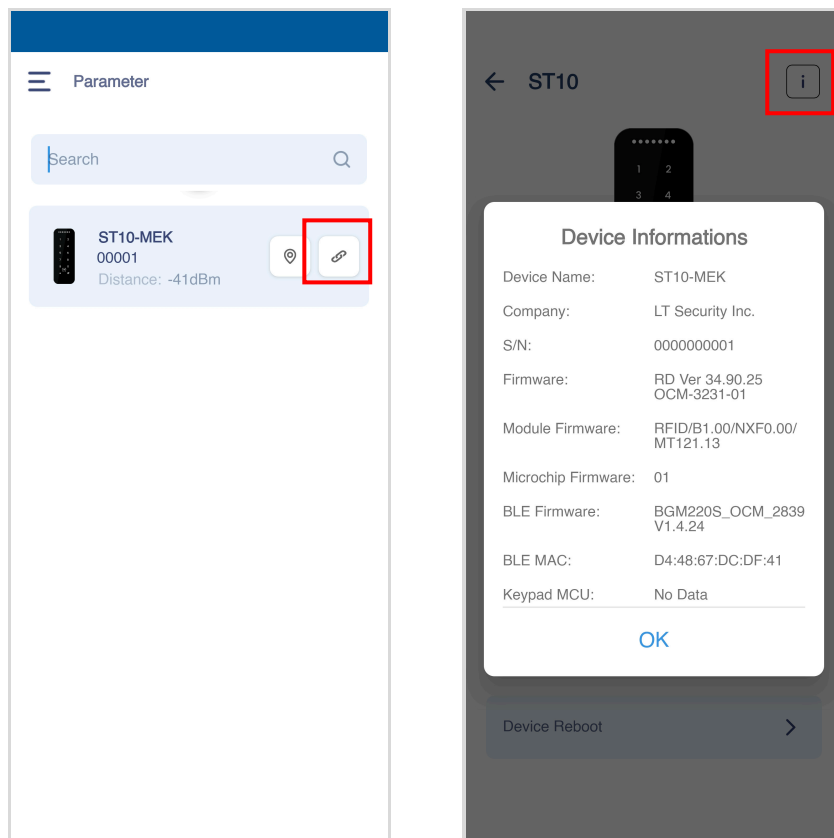 Parameter
Search
ST10-MEK
00001
Distance: -41dBm
ST10
i
1 2
3 4
Device Informations
Device Name: ST10-MEK
Company: LT Security Inc.
S/N: 0000000001
Firmware: RD Ver 34.90.25
OCM-3231-01
Module Firmware: RFID/B1.00/NXF0.00/
MT121.13
Microchip Firmware: 01
BLE Firmware: BGM220S_OCM_2839
V1.4.24
BLE MAC: D4:48:67:DC:DF:41
Keypad MCU: No Data
OK
Device Reboot